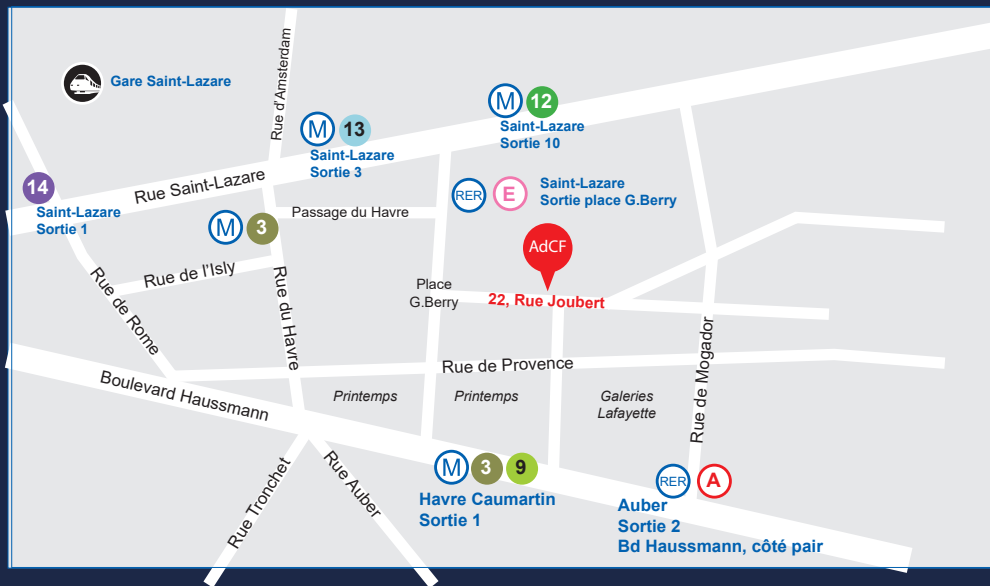 Gare Saint-Lazare
Rue d'Amsterdam
M 13
Saint-Lazare
Sortie 3
M 12
Saint-Lazare
Sortie 10
14
Saint-Lazare
Sortie 1
Rue Saint-Lazare
RER E
Saint-Lazare
Sortie place G.Berry
Passage du Havre
M 3
AdCF
22, Rue Joubert
Rue de l'Isly
Rue de Rome
Rue du Havre
Place
G.Berry
Rue de Provence
Rue de Mogador
Boulevard Haussmann
Printemps
Printemps
Galeries
Lafayette
Rue Tronchet
Rue Auber
M 3 9
Havre Caumartin
Sortie 1
RER A
Auber
Sortie 2
Bd Haussmann, côté pair